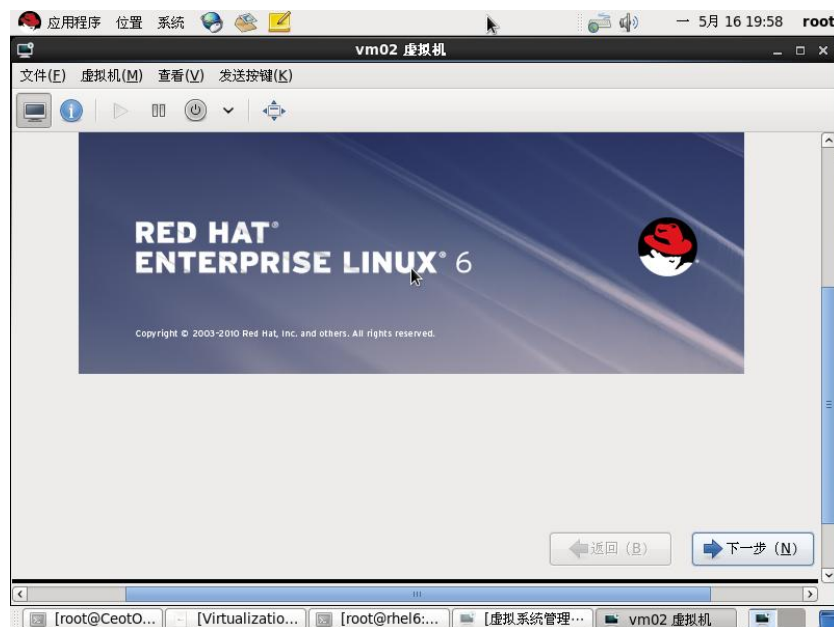 应用程序 位置 系统 一 5月 16 19:58 root
vm02 虚拟机
文件(F) 虚拟机(M) 查看(V) 发送按键(K)
RED HAT®
ENTERPRISE LINUX® 6
Copyright © 2003-2010 Red Hat, Inc. and others. All rights reserved.
返回 (B) 下一步 (N)
[root@CeotO... [Virtualizatio... [root@rhel6:... [虚拟系统管理... vm02 虚拟机